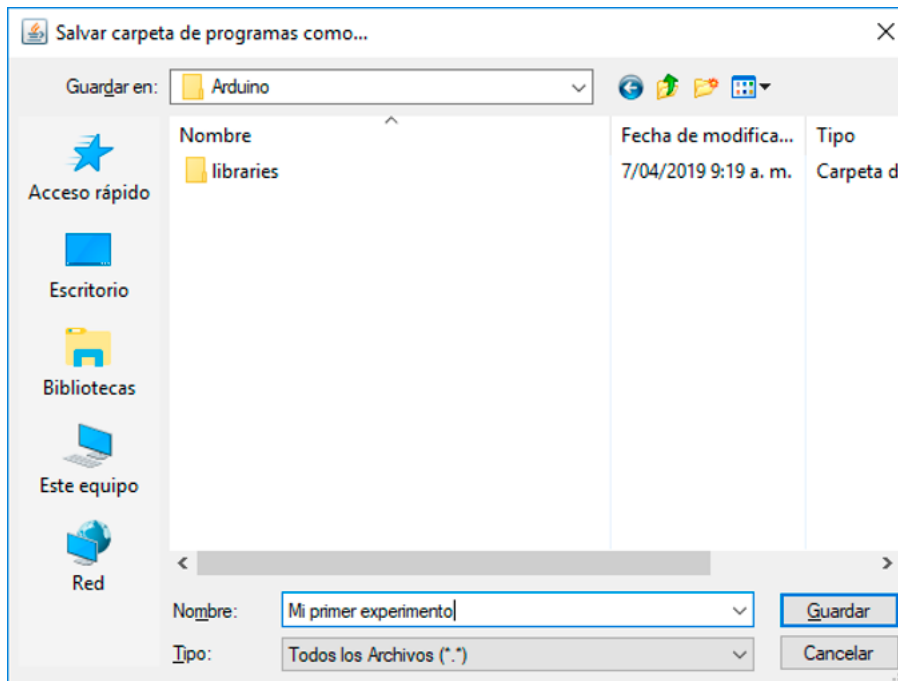 Salvar carpeta de programas como...
Guardar en:
Arduino
Nombre
Fecha de modifica...
Tipo
libraries
7/04/2019 9:19 a. m.
Carpeta d
Acceso rápido
Escritorio
Bibliotecas
Este equipo
Red
Nombre:
Mi primer experimento
Guardar
Tipo:
Todos los Archivos (*.*)
Cancelar